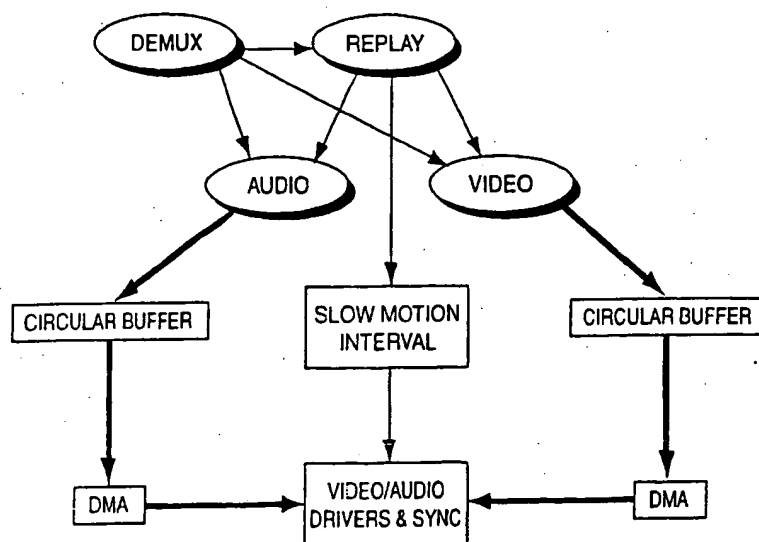 DEMUX
REPLAY
AUDIO
VIDEO
CIRCULAR BUFFER
SLOW MOTION
INTERVAL
CIRCULAR BUFFER
DMA
VIDEO/AUDIO
DRIVERS & SYNC
DMA